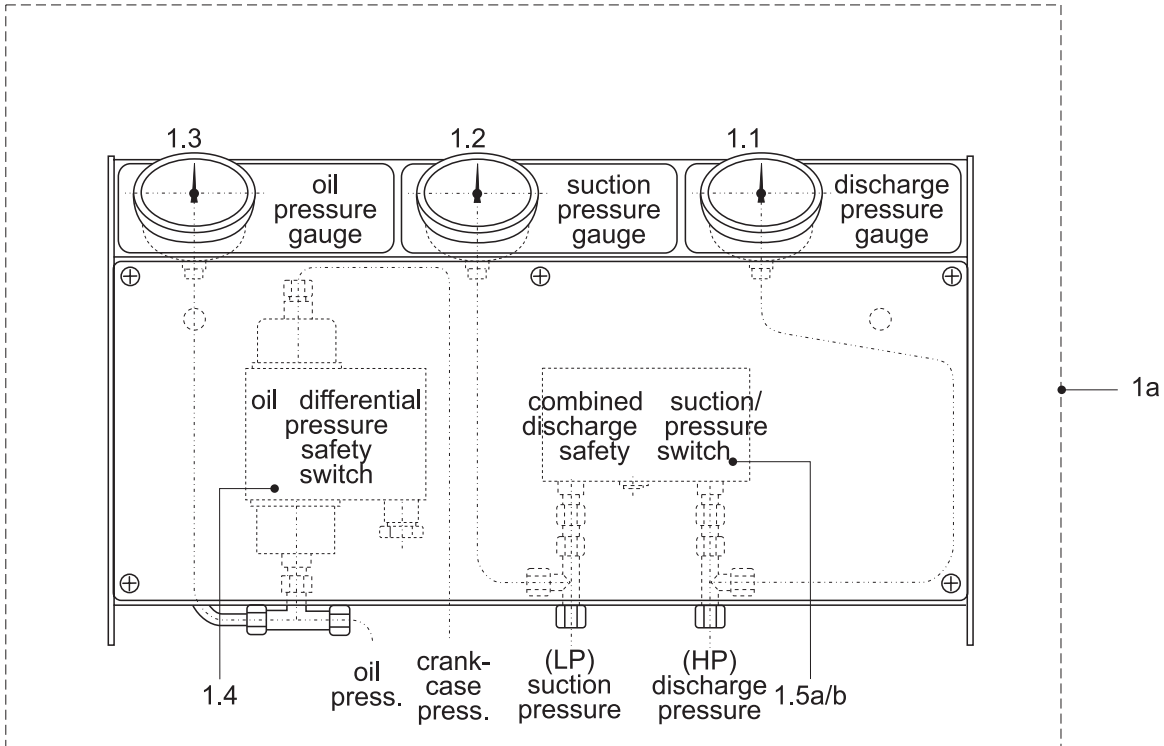 1.3
1.2
1.1
oil
pressure
gauge
suction
pressure
gauge
discharge
pressure
gauge
1a
oil differential
pressure
safety
switch
combined suction/
discharge pressure
safety switch
1.4
oil
press.
crank-
case
press.
(LP)
suction
pressure
(HP)
discharge
pressure
1.5a/b